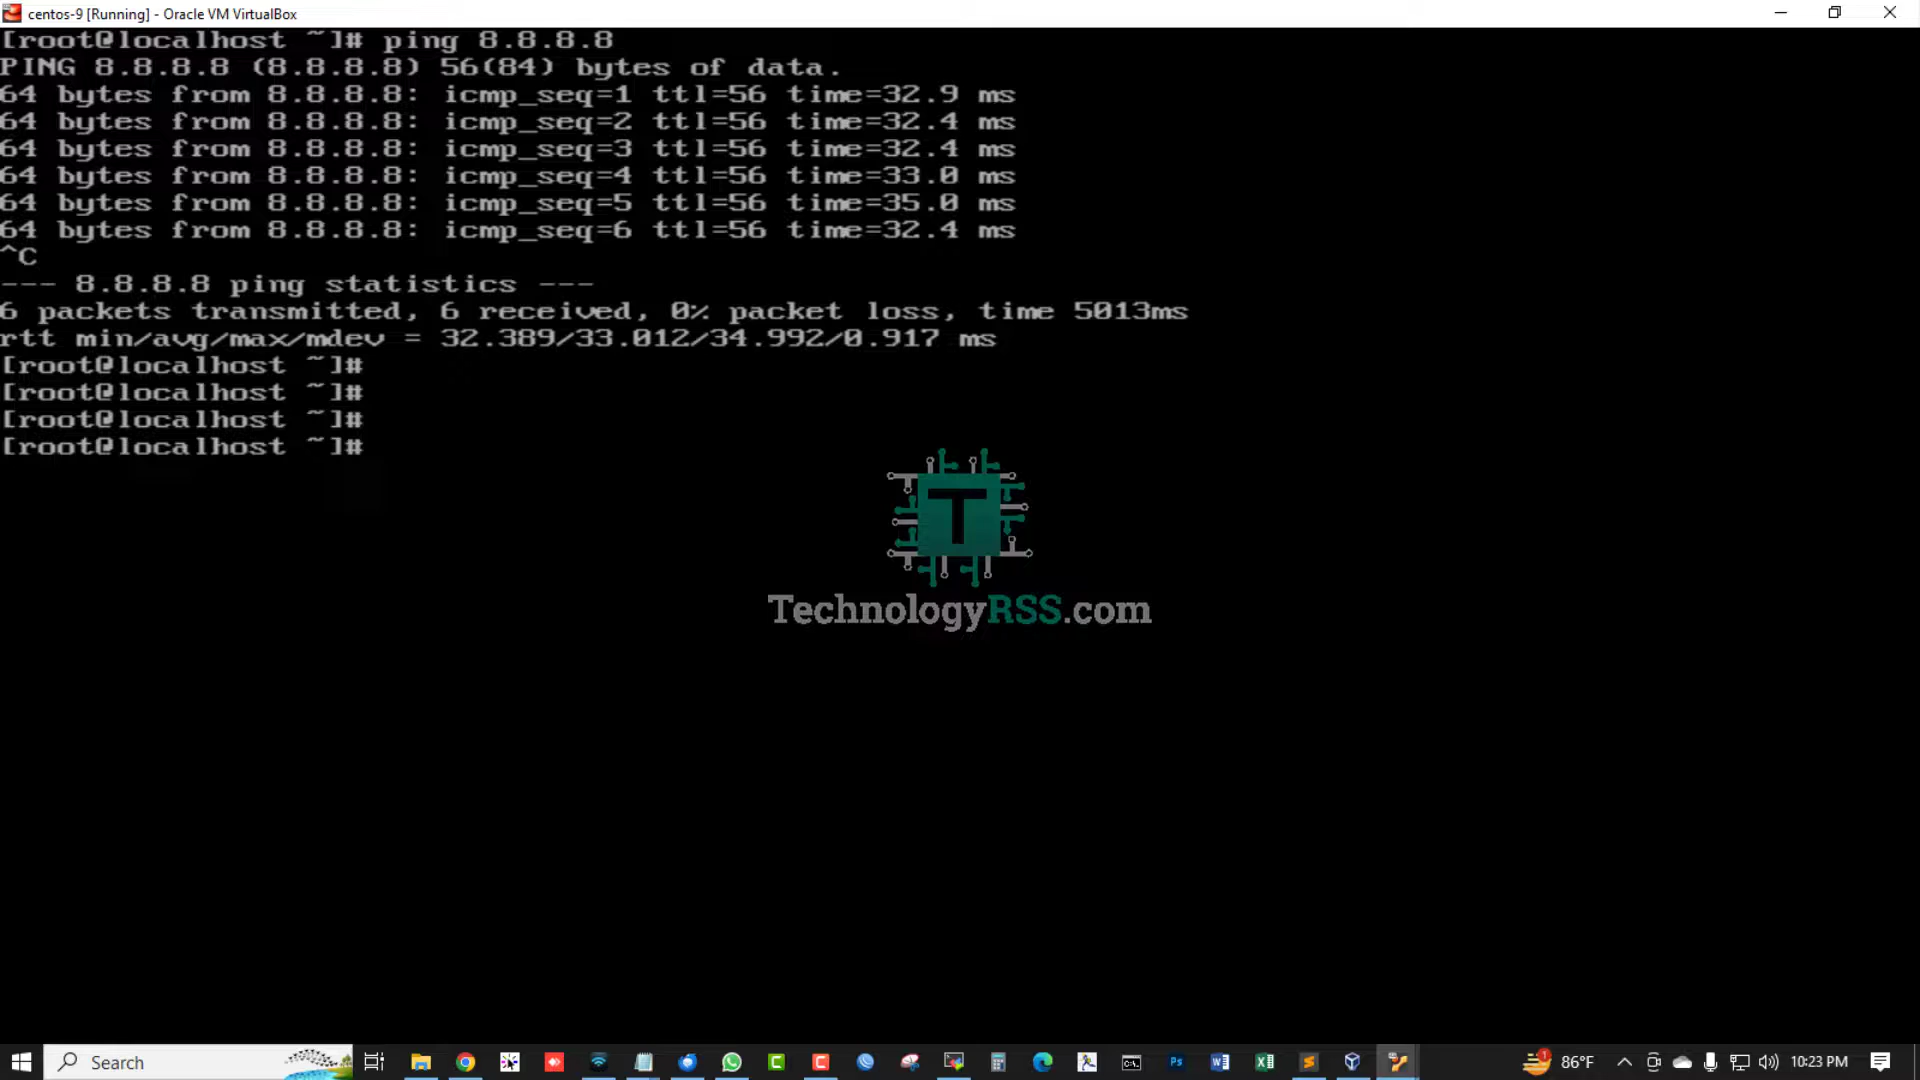 centos-9 [Running] - Oracle VM VirtualBox
[root@localhost ~]# ping 8.8.8.8
PING 8.8.8.8 (8.8.8.8) 56(84) bytes of data.
64 bytes from 8.8.8.8: icmp_seq=1 ttl=56 time=32.9 ms
64 bytes from 8.8.8.8: icmp_seq=2 ttl=56 time=32.4 ms
64 bytes from 8.8.8.8: icmp_seq=3 ttl=56 time=32.4 ms
64 bytes from 8.8.8.8: icmp_seq=4 ttl=56 time=33.0 ms
64 bytes from 8.8.8.8: icmp_seq=5 ttl=56 time=35.0 ms
64 bytes from 8.8.8.8: icmp_seq=6 ttl=56 time=32.4 ms
^C
--- 8.8.8.8 ping statistics ---
6 packets transmitted, 6 received, 0% packet loss, time 5013ms
rtt min/avg/max/mdev = 32.389/33.012/34.992/0.917 ms
[root@localhost ~]#
[root@localhost ~]#
[root@localhost ~]#
[root@localhost ~]#
T
TechnologyRSS.com
Search
86°F
10:23 PM